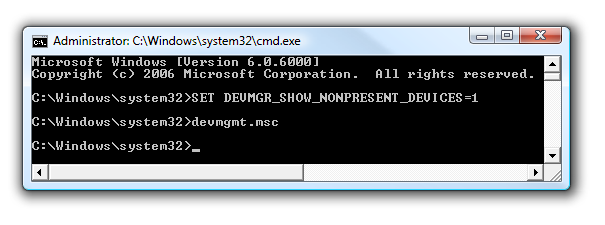 Administrator: C:\Windows\system32\cmd.exe
Microsoft Windows [Version 6.0.6000]
Copyright (c) 2006 Microsoft Corporation.  All rights reserved.
C:\Windows\system32>SET DEVMGR_SHOW_NONPRESENT_DEVICES=1
C:\Windows\system32>devmgmt.msc
C:\Windows\system32>_